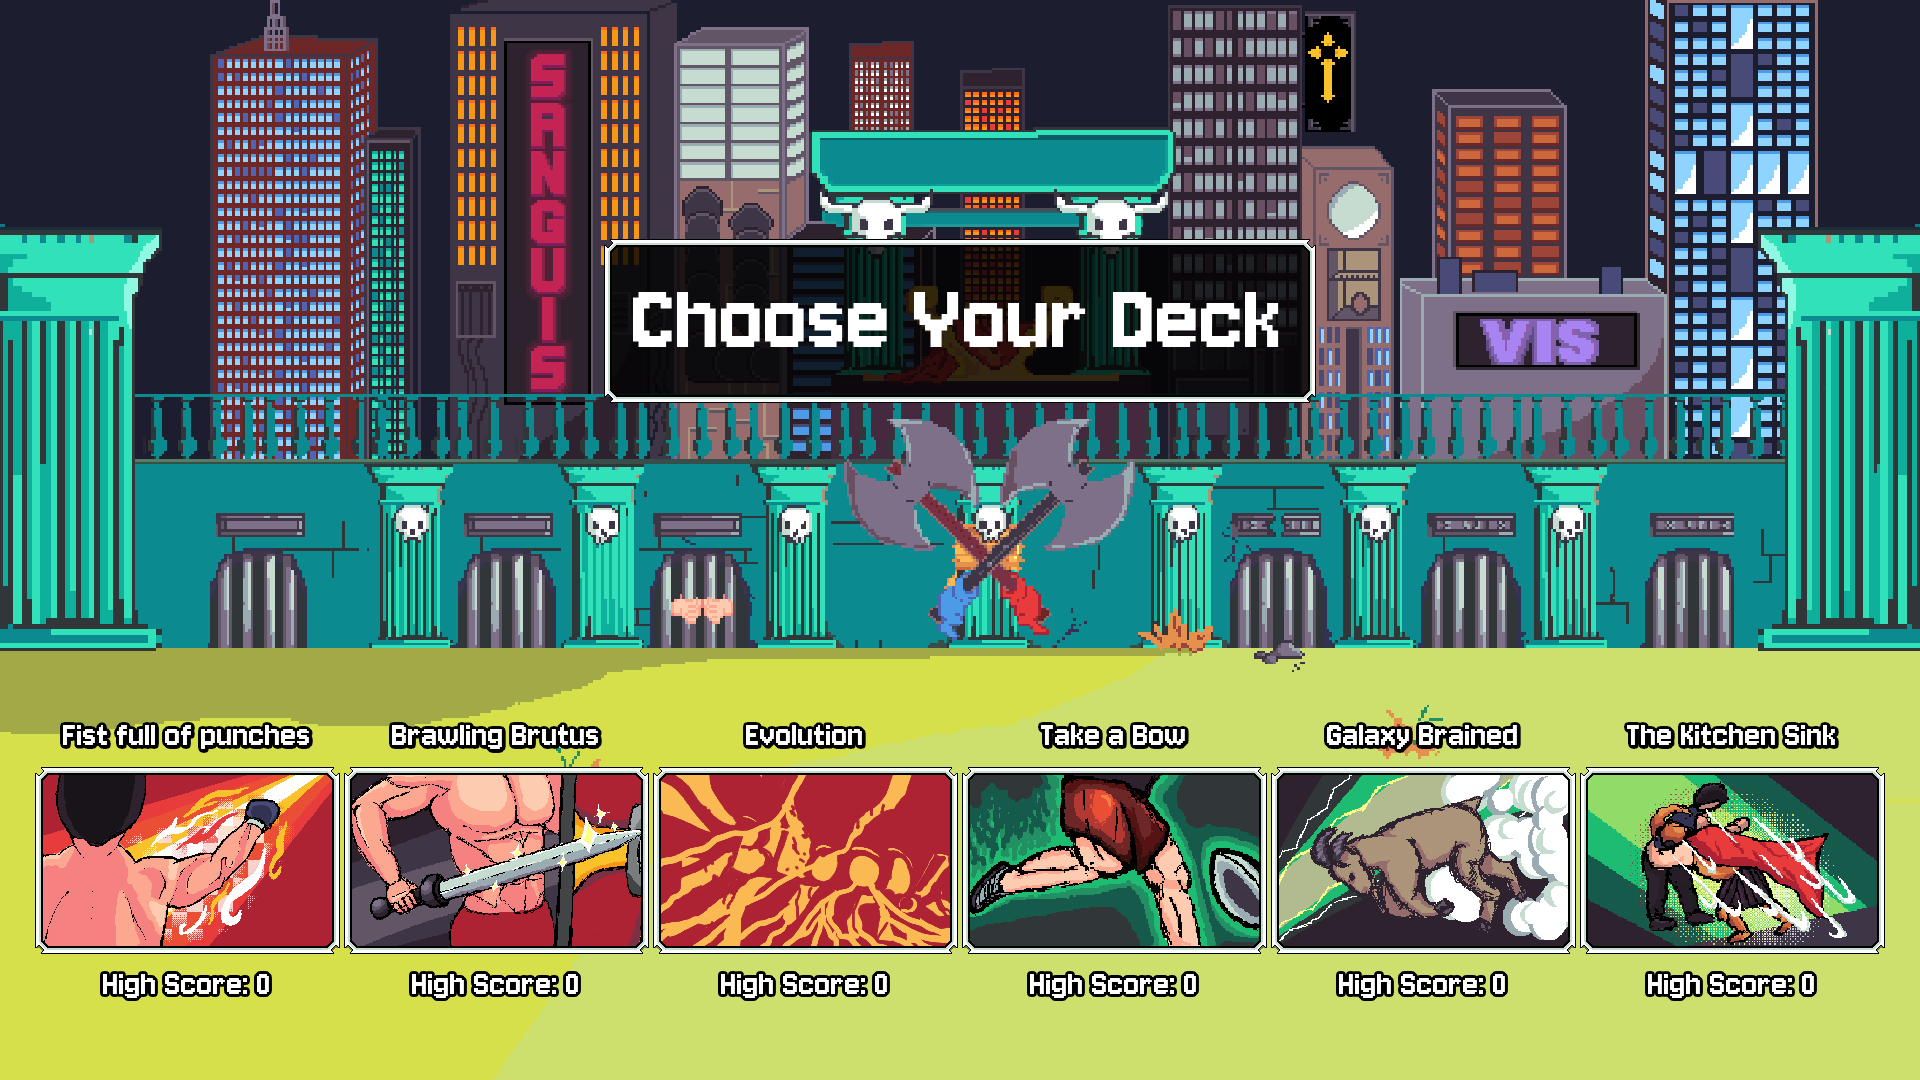 SANGUIS
Choose Your Deck
VIS
Fist full of punches
Brawling Brutus
Evolution
Take a Bow
Galaxy Brained
The Kitchen Sink
High Score: 0
High Score: 0
High Score: 0
High Score: 0
High Score: 0
High Score: 0